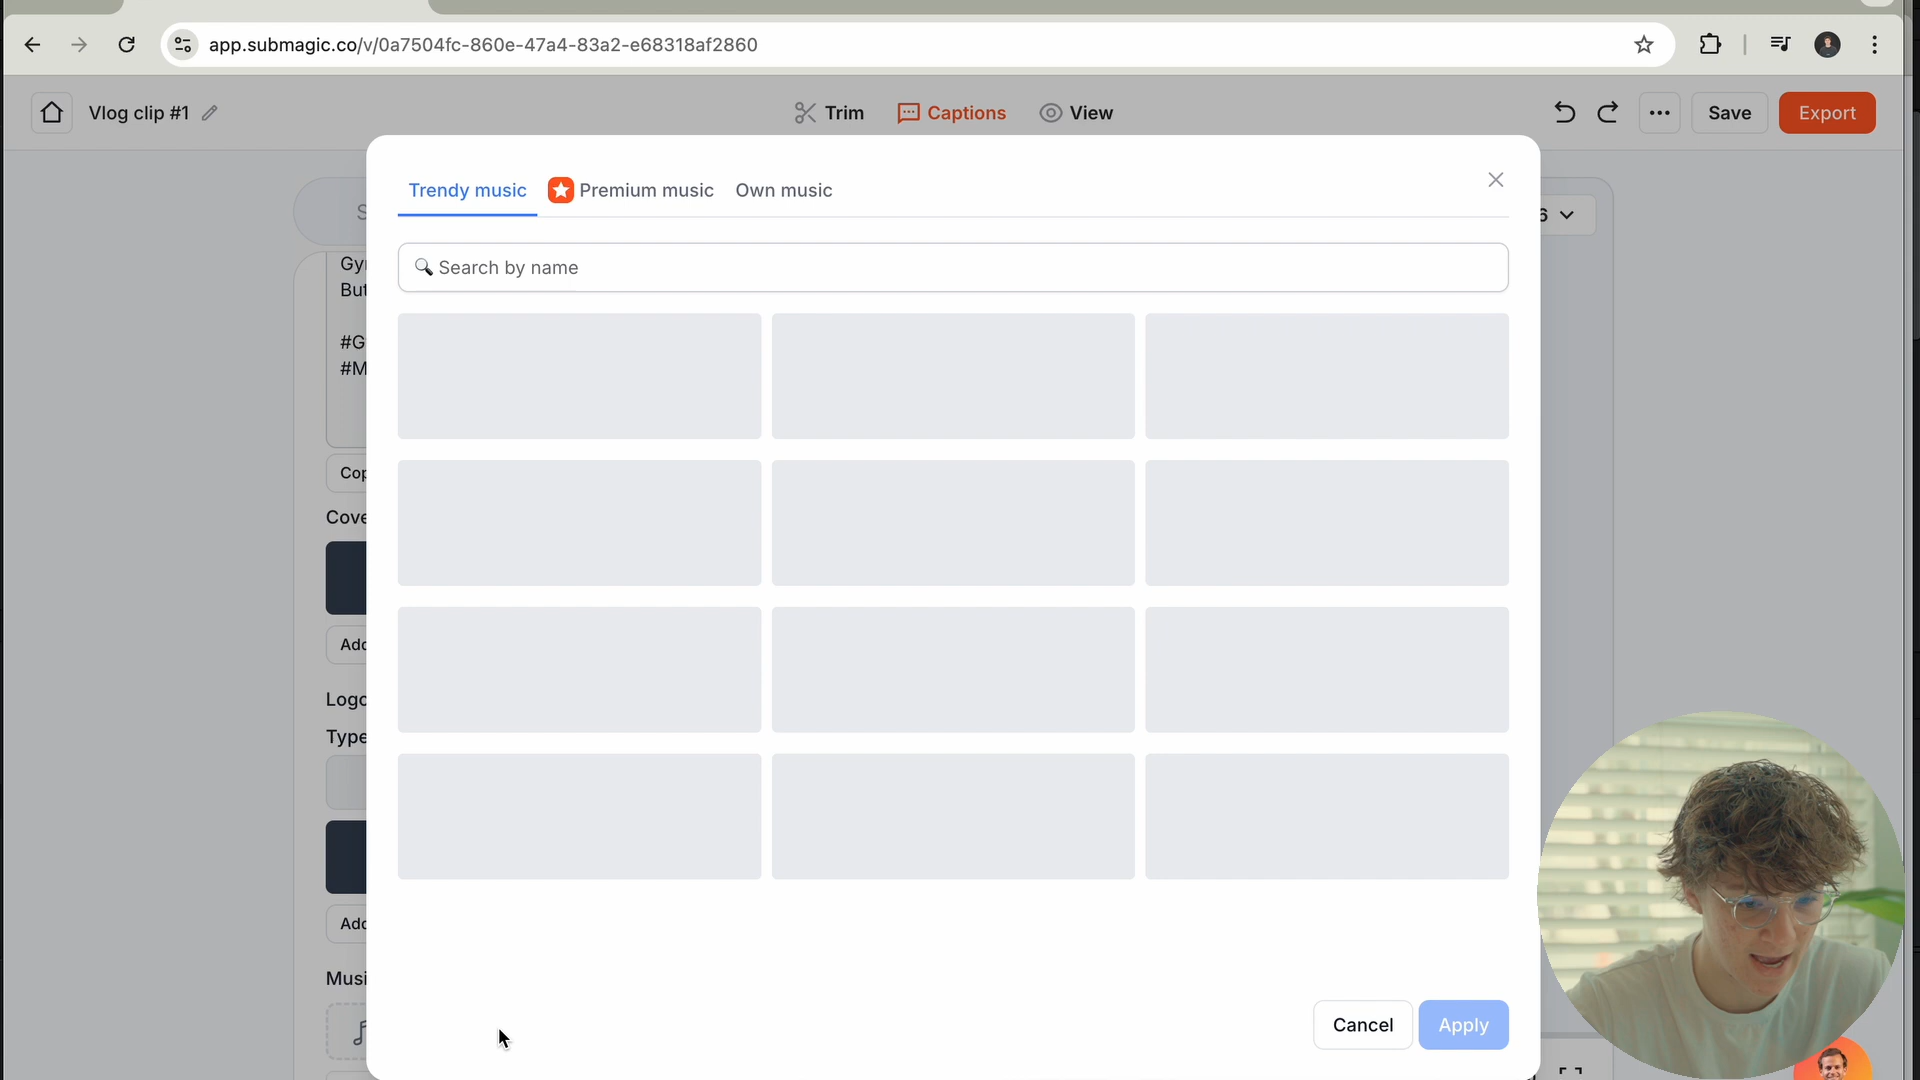 app.submagic.co/v/0a7504fc-860e-47a4-83a2-e68318af2860
Vlog clip #1
Trim
Captions
View
Save
Export
Trendy music
Premium music
Own music
🔍 Search by name
Gy
But
#G
#M
Cop
Cove
Add
Logo
Type
Add
Musi
6
Cancel
Apply